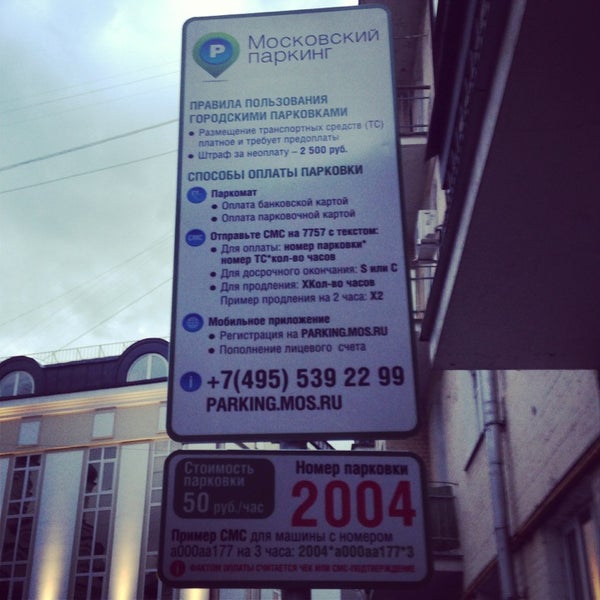 P
Московский
паркинг
ПРАВИЛА ПОЛЬЗОВАНИЯ
ГОРОДСКИМИ ПАРКОВКАМИ
• Размещение транспортных средств (ТС)
платное и требует предоплаты
• Штраф за неоплату – 2 500 руб.
СПОСОБЫ ОПЛАТЫ ПАРКОВКИ
Паркомат
• Оплата банковской картой
• Оплата парковочной картой
СМС Отправьте СМС на 7757 с текстом:
• Для оплаты: номер парковки*
номер ТС*кол-во часов
• Для досрочного окончания: S или С
• Для продления: ХКол-во часов
Пример продления на 2 часа: Х2
Мобильное приложение
• Регистрация на PARKING.MOS.RU
• Пополнение лицевого счета
i +7(495) 539 22 99
PARKING.MOS.RU
Стоимость
парковки
50 руб./час
Номер парковки
2004
Пример СМС для машины с номером
а000аа177 на 3 часа: 2004*а000аа177*3
ФАКТОМ ОПЛАТЫ СЧИТАЕТСЯ ЧЕК ИЛИ СМС-ПОДТВЕРЖДЕНИЕ